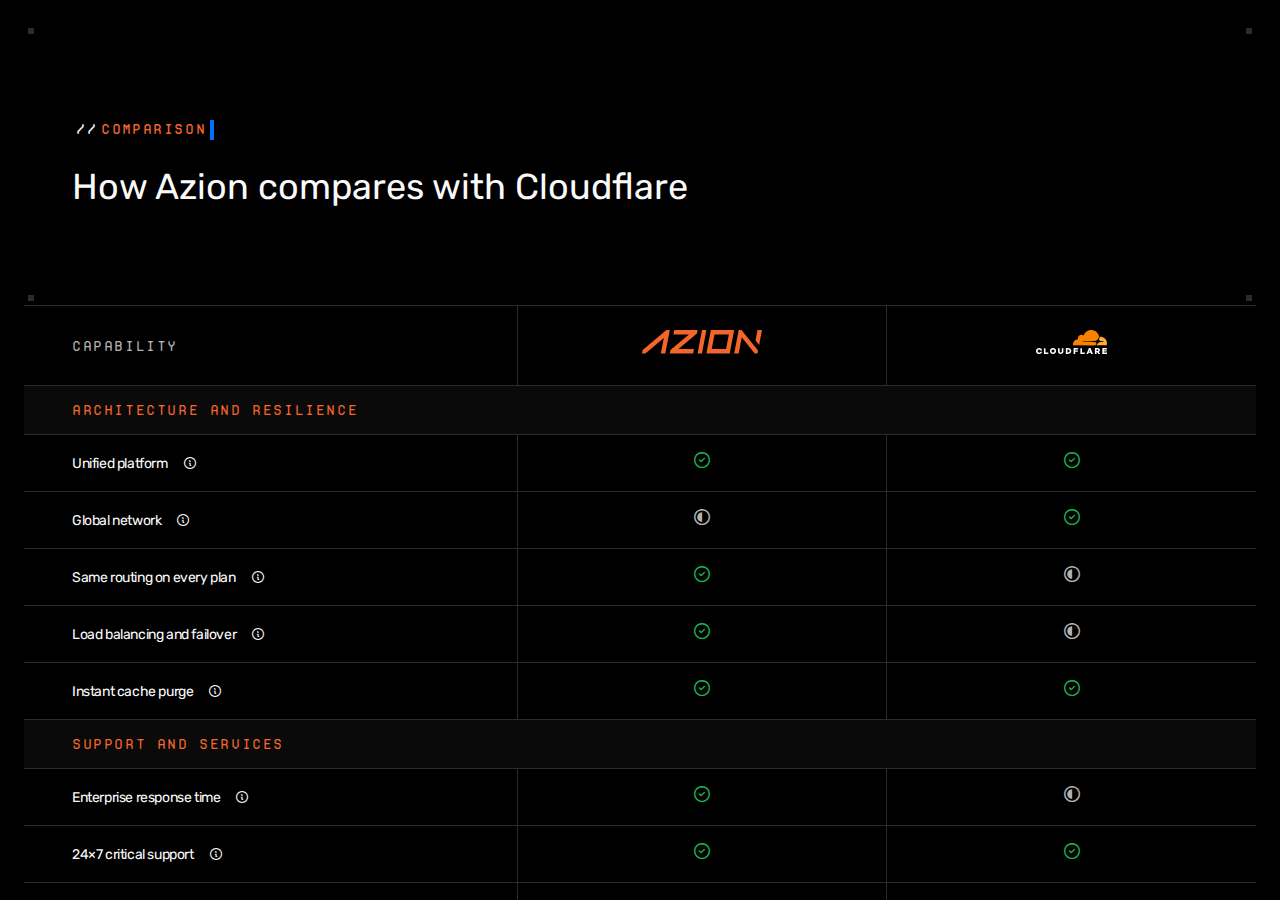 // COMPARISON
How Azion compares with Cloudflare
CAPABILITY
AZION
CLOUDFLARE
ARCHITECTURE AND RESILIENCE
Unified platform
Global network
Same routing on every plan
Load balancing and failover
Instant cache purge
SUPPORT AND SERVICES
Enterprise response time
24×7 critical support